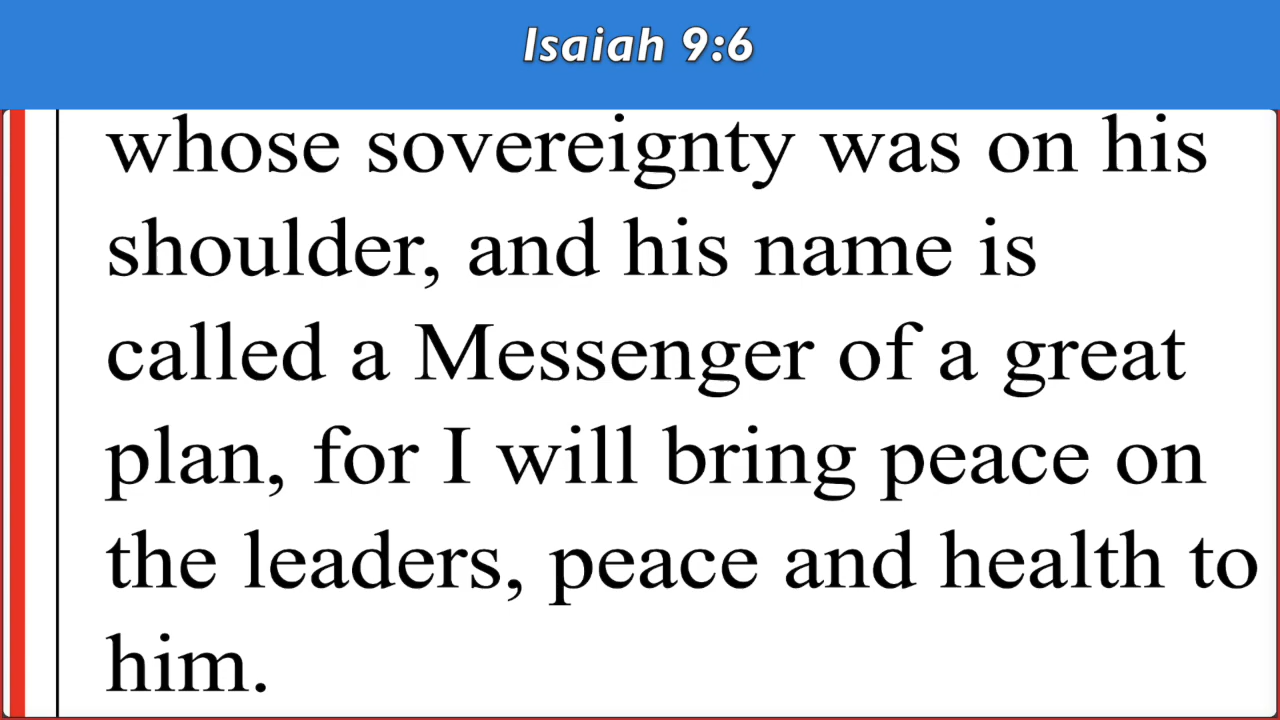 Isaiah 9:6
whose sovereignty was on his
shoulder, and his name is
called a Messenger of a great
plan, for I will bring peace on
the leaders, peace and health to
him.